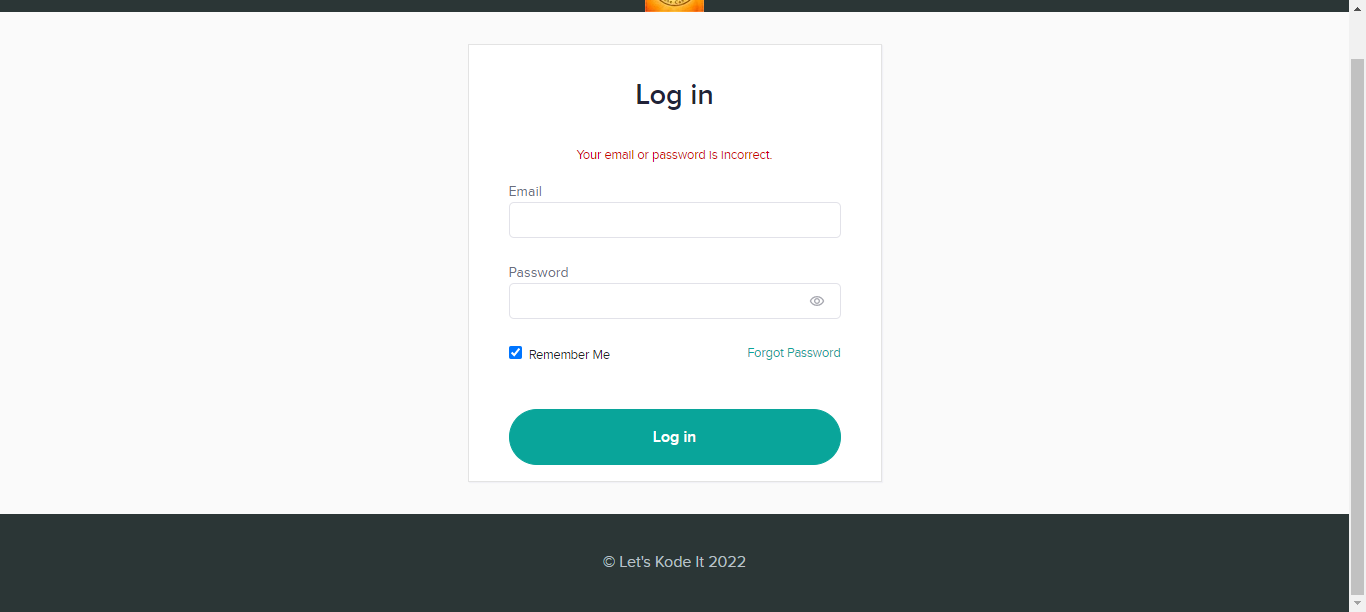 Log in
Your email or password is incorrect.
Email
Password
Remember Me
Forgot Password
Log in
© Let's Kode It 2022